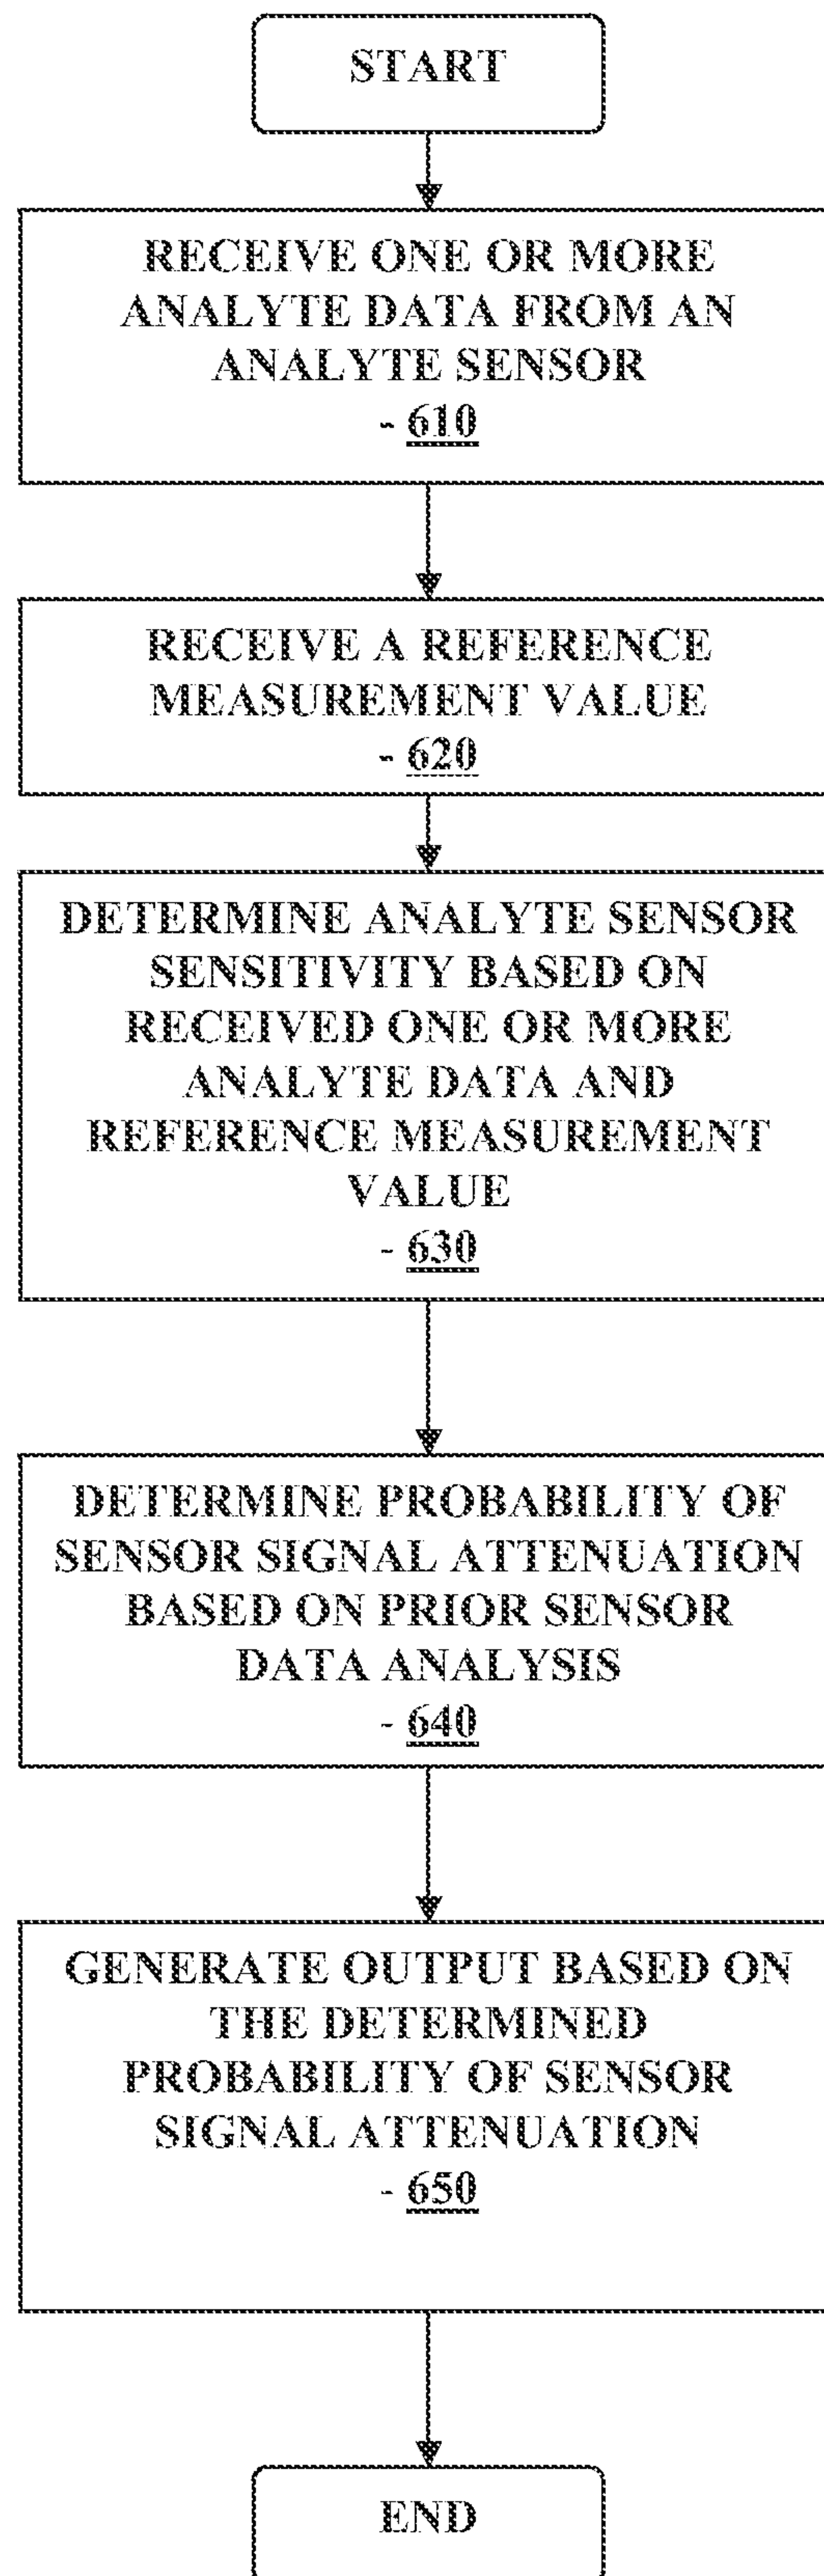 START
RECEIVE ONE OR MORE
ANALYTE DATA FROM AN
ANALYTE SENSOR
- 610
RECEIVE A REFERENCE
MEASUREMENT VALUE
- 620
DETERMINE ANALYTE SENSOR
SENSITIVITY BASED ON
RECEIVED ONE OR MORE
ANALYTE DATA AND
REFERENCE MEASUREMENT
VALUE
- 630
DETERMINE PROBABILITY OF
SENSOR SIGNAL ATTENUATION
BASED ON PRIOR SENSOR
DATA ANALYSIS
- 640
GENERATE OUTPUT BASED ON
THE DETERMINED
PROBABILITY OF SENSOR
SIGNAL ATTENUATION
- 650
END